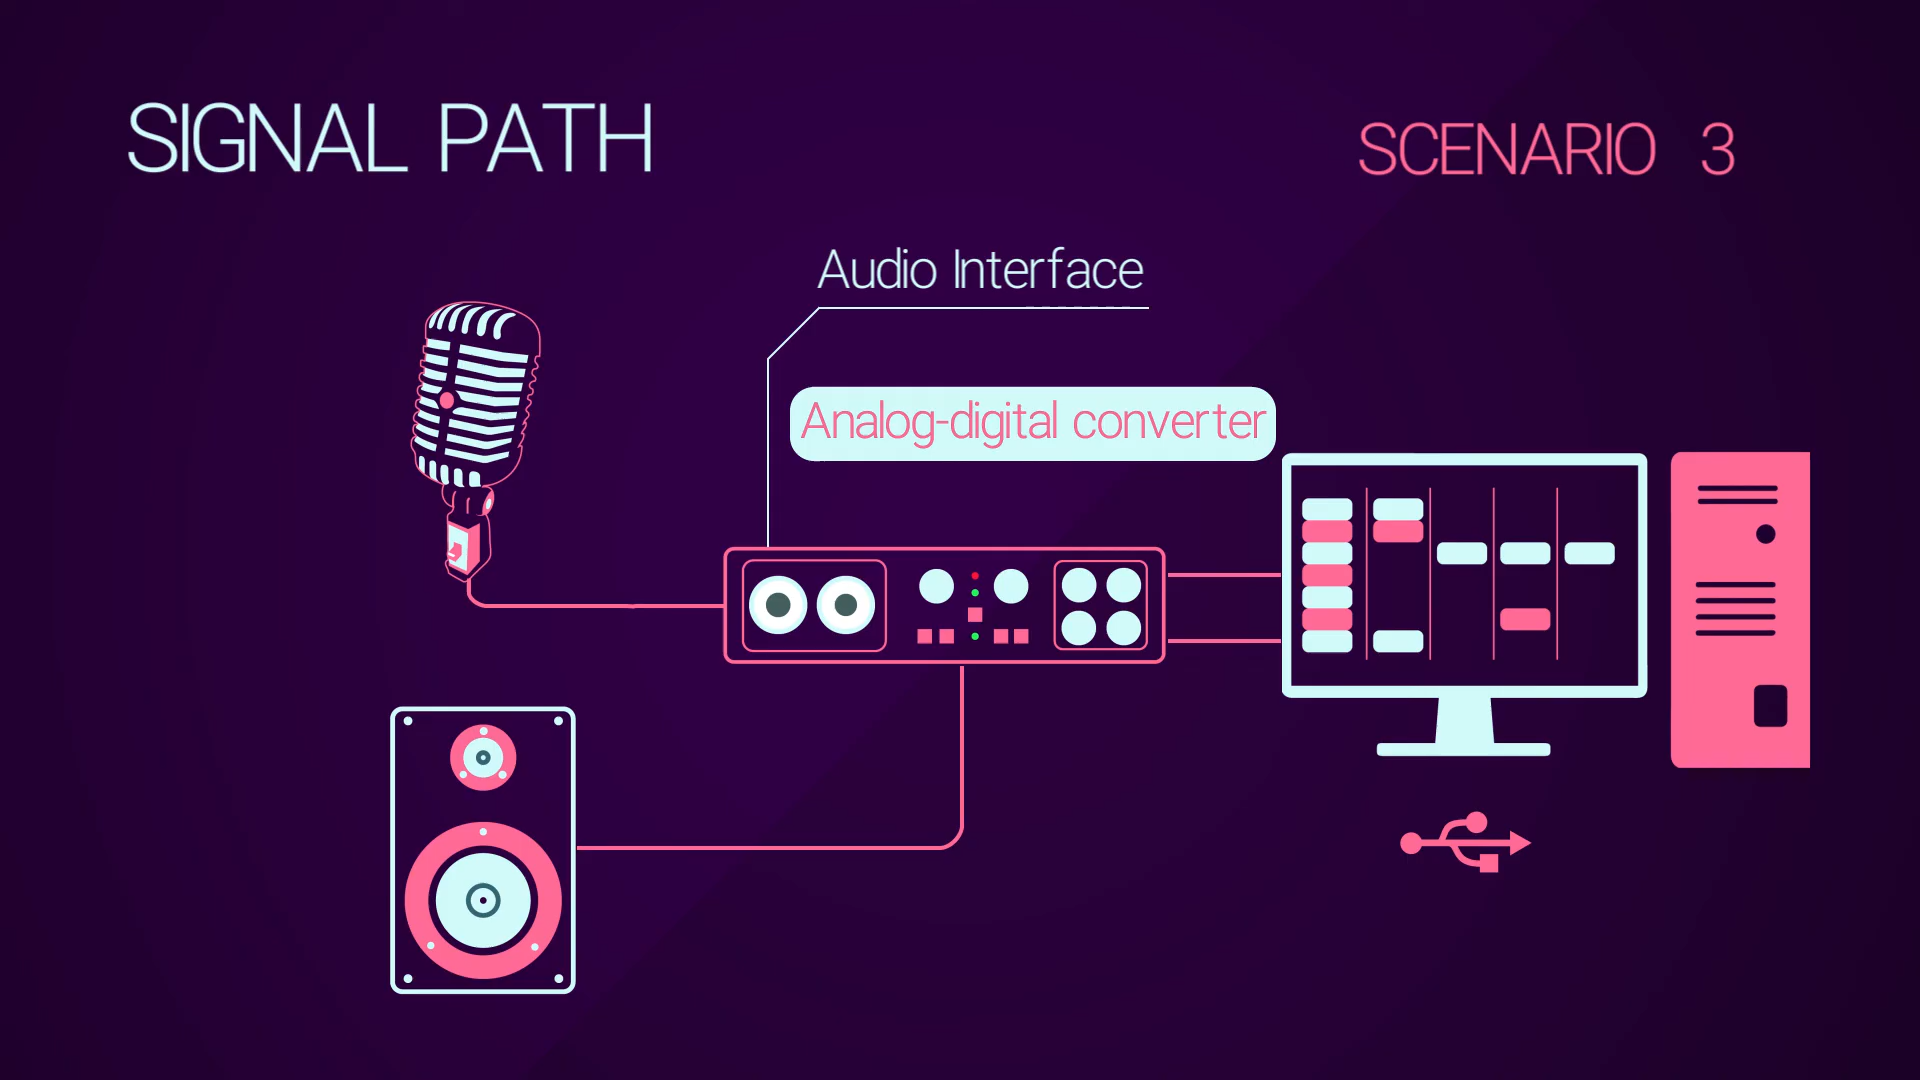 SIGNAL PATH
SCENARIO 3
Audio Interface
Analog-digital converter